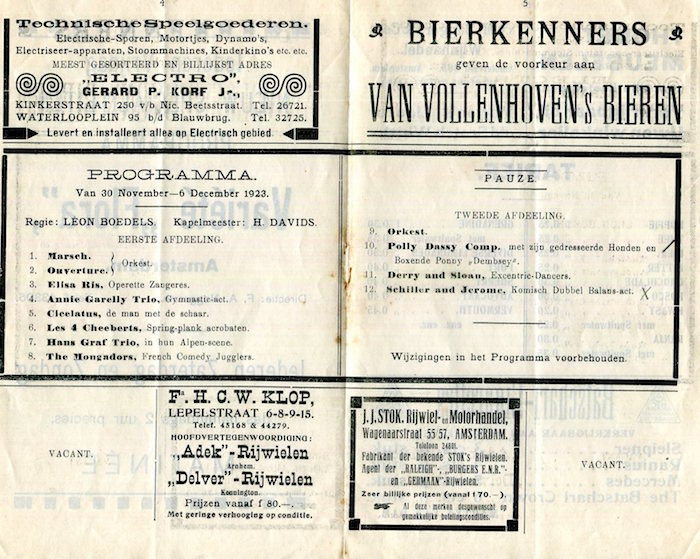 4
Technische Speelgoederen.
Electrische-Sporen, Motortjes, Dynamo's,
Electriseer-apparaten, Stoommachines, Kinderkino's etc. etc.
MEEST GESORTEERD EN BILLIJKST ADRES
„ELECTRO",
GERARD P. KORF Jr.,
KINKERSTRAAT 250 v/b Nic. Beetsstraat. Tel. 26721.
WATERLOOPLEIN 95 b/d Blauwbrug. Tel. 32725.
Levert en installeert alles op Electrisch gebied
PROGRAMMA.
Van 30 November—6 December 1923.
Regie: LÉON BOEDELS, Kapelmeester: H. DAVIDS.
EERSTE AFDEELING.
1. Marsch. } Orkest.
2. Ouverture. }
3. Elisa Ris, Operette Zangeres.
4. Annie Garelly Trio, Gymnastic-act.
5. Cicelatus, de man met de schaar.
6. Les 4 Cheeberts, Spring-plank acrobaten.
7. Hans Graf Trio, in hun Alpen-scene.
8. The Mongadors, French Comedy Jugglers.
VACANT.
Fa. H. C. W. KLOP,
LEPELSTRAAT 6-8-9-15.
Telef. 45168 & 44279.
HOOFDVERTEGENWOORDIGING:
„Adek"-Rijwielen
Arnhem.
„Delver"-Rijwielen
Kennington.
Prijzen vanaf f 80.—.
Met geringe verhooging op conditie.
5
BIERKENNERS
geven de voorkeur aan
VAN VOLLENHOVEN's BIEREN
PAUZE.
TWEEDE AFDEELING.
9. Orkest.
10. Polly Dassy Comp. met zijn gedresseerde Honden en
Boxende Ponny „Dembsey".
11. Derry and Sloan, Excentric-Dancers.
12. Schiller and Jerome, Komisch Dubbel Balans-act. X
Wijzigingen in het Programma voorbehouden.
J.J. STOK. Rijwiel- en Motorhandel,
Wagenaarstraat 55-57, AMSTERDAM.
Telefoon 24801.
Fabrikant der bekende STOK's Rijwielen.
Agent der „RALEIGH"-, „BURGERS E.N.R."-
en „GERMAAN"-Rijwielen.
Zeer billijke prijzen (vanaf f 70.—).
Al deze merken desgewenscht op
gemakkelijke betalingscondities.
VACANT.